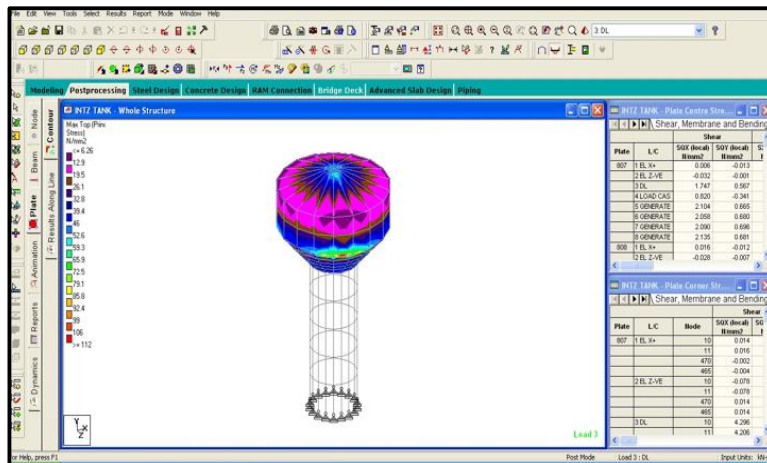 File Edit View Tools Select Results Report Mode Window Help
3 DL
Modeling Postprocessing Steel Design Concrete Design RAM Connection Bridge Deck Advanced Slab Design Piping
Node
Beam
Plate
Animation
Reports
Dynamics
Contour
Results Along Line
INTZ TANK - Whole Structure
Max Top (Princ
Stress)
N/mm2
<= 6.26
12.9
19.5
26.1
32.8
39.4
46
52.6
59.3
65.9
72.5
79.1
85.8
92.4
99
106
>= 112
Y
X
Z
Load 3
INTZ TANK - Plate Centre Stre...
Shear, Membrane and Bending
Shear
Plate L/C SQX (local) N/mm2 SQY (local) N/mm2
807 1 EL X+ 0.006 -0.013
2 EL Z-VE -0.032 -0.001
3 DL 1.747 0.567
4 LOAD CAS 0.820 -0.341
5 GENERATE 2.104 0.665
6 GENERATE 2.058 0.680
7 GENERATE 2.090 0.696
8 GENERATE 2.135 0.681
808 1 EL X+ 0.016 -0.012
2 EL Z-VE -0.028 -0.007
INTZ TANK - Plate Corner Str...
Shear, Membrane and Bending
Shear
Plate L/C Node SQX (local) N/mm2
807 1 EL X+ 10 0.014
11 0.016
470 -0.002
465 -0.004
2 EL Z-VE 10 -0.078
11 -0.078
470 0.014
465 0.014
3 DL 10 4.296
11 4.206
or Help, press F1
Post Mode
Load 3 : DL
Input Units: kN-